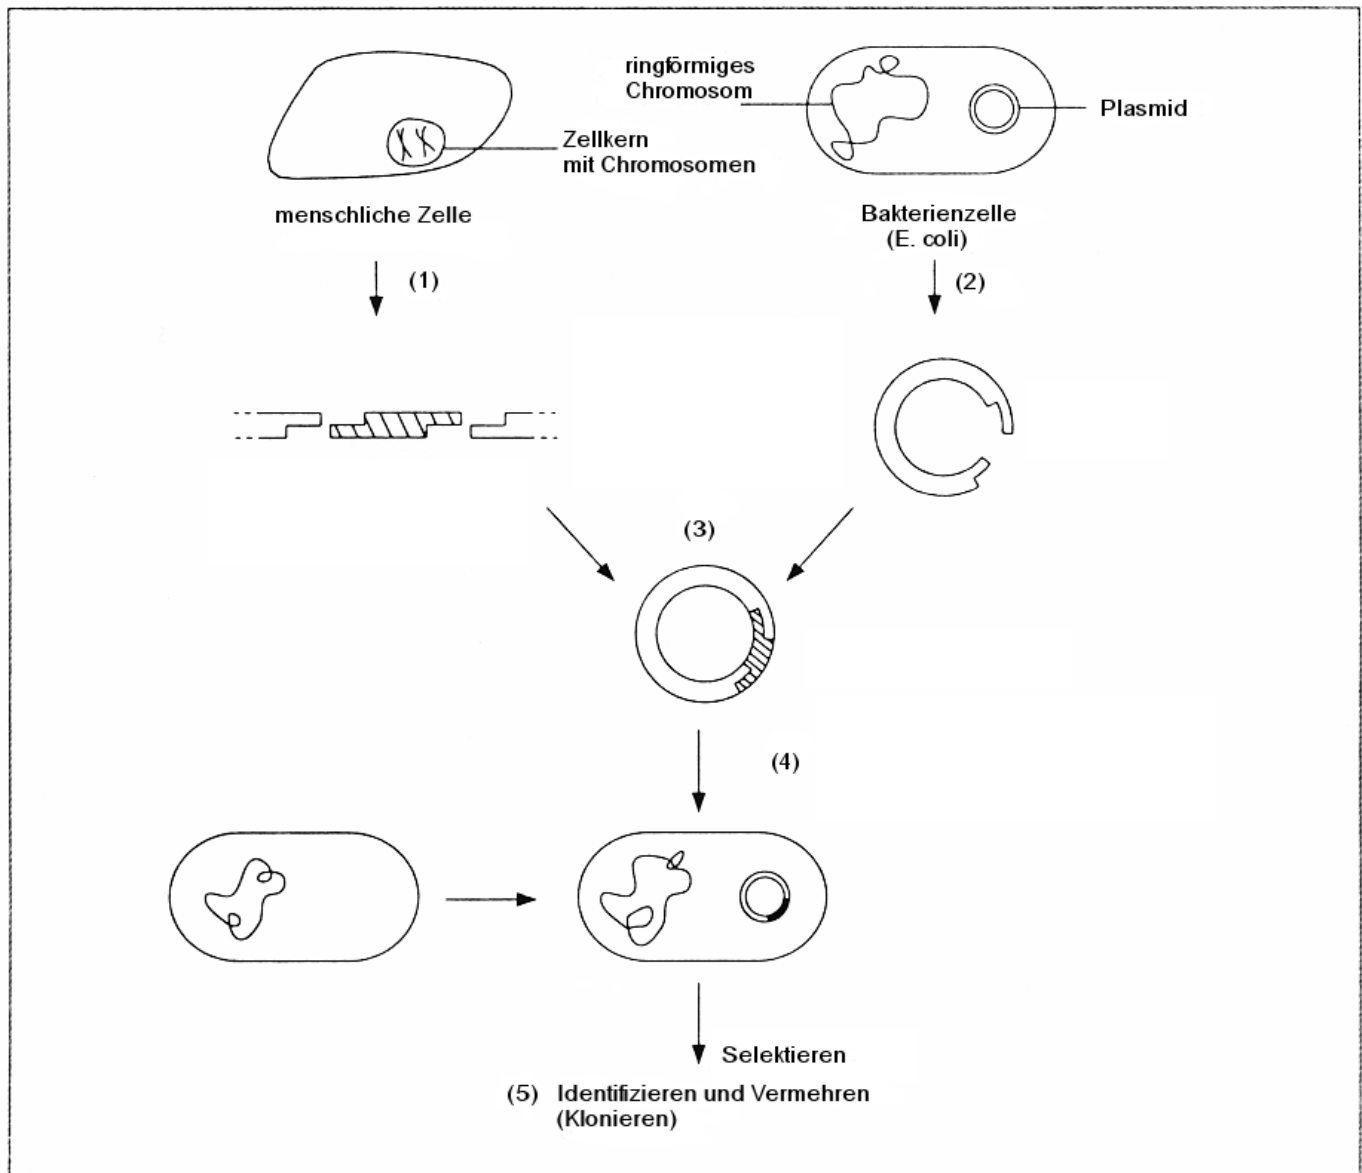 ringförmiges
Chromosom
Plasmid
Zellkern
mit Chromosomen
menschliche Zelle
Bakterienzelle
(E. coli)
(1)
(2)
(3)
(4)
Selektieren
(5) Identifizieren und Vermehren
(Klonieren)